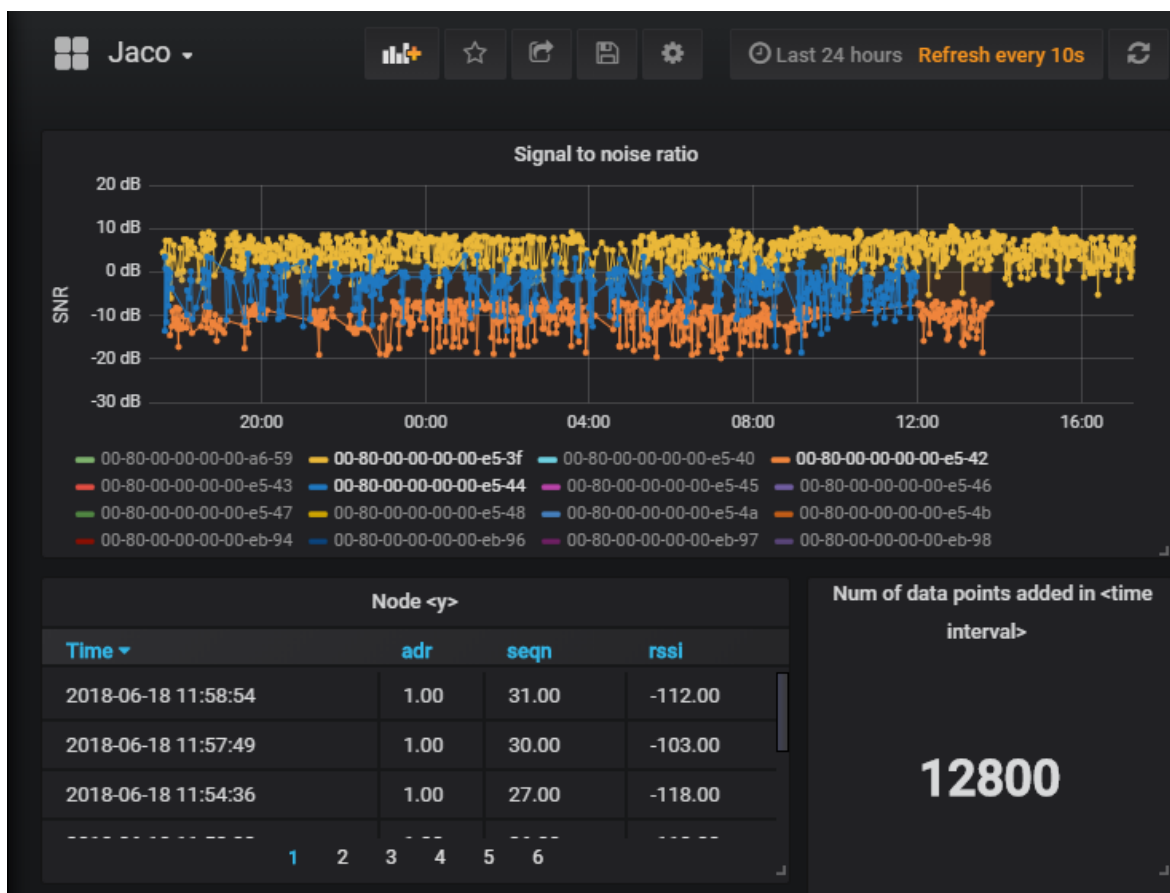 Jaco
Last 24 hours Refresh every 10s
Signal to noise ratio
20 dB
10 dB
0 dB
-10 dB
-20 dB
-30 dB
SNR
20:00 00:00 04:00 08:00 12:00 16:00
00-80-00-00-00-00-a6-59 00-80-00-00-00-00-e5-3f 00-80-00-00-00-00-e5-40 00-80-00-00-00-00-e5-42
00-80-00-00-00-00-e5-43 00-80-00-00-00-00-e5-44 00-80-00-00-00-00-e5-45 00-80-00-00-00-00-e5-46
00-80-00-00-00-00-e5-47 00-80-00-00-00-00-e5-48 00-80-00-00-00-00-e5-4a 00-80-00-00-00-00-e5-4b
00-80-00-00-00-00-eb-94 00-80-00-00-00-00-eb-96 00-80-00-00-00-00-eb-97 00-80-00-00-00-00-eb-98
Node <y>
Time adr seqn rssi
2018-06-18 11:58:54 1.00 31.00 -112.00
2018-06-18 11:57:49 1.00 30.00 -103.00
2018-06-18 11:54:36 1.00 27.00 -118.00
1 2 3 4 5 6
Num of data points added in <time
interval>
12800